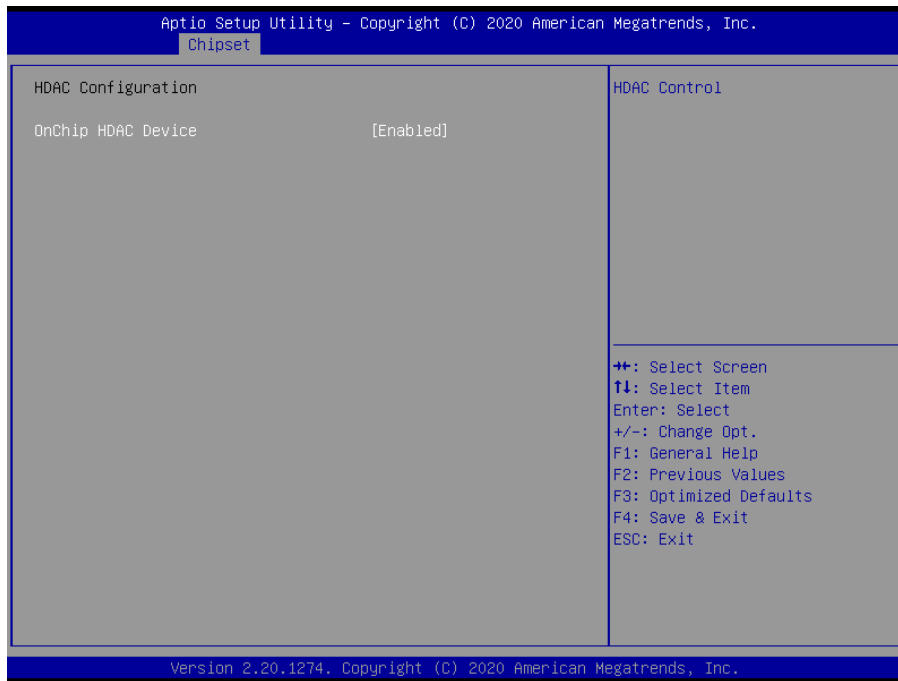 Aptio Setup Utility – Copyright (C) 2020 American Megatrends, Inc.
Chipset
HDAC Configuration
OnChip HDAC Device [Enabled]
HDAC Control
→←: Select Screen
↑↓: Select Item
Enter: Select
+/-: Change Opt.
F1: General Help
F2: Previous Values
F3: Optimized Defaults
F4: Save & Exit
ESC: Exit
Version 2.20.1274. Copyright (C) 2020 American Megatrends, Inc.